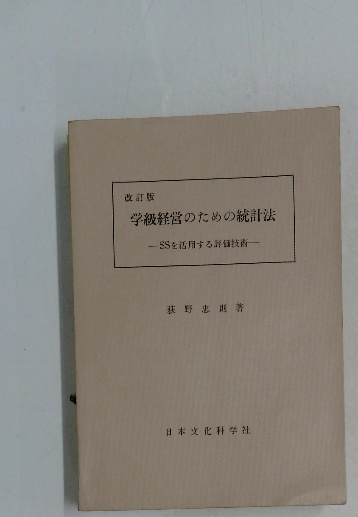 改訂版
学級経営のための統計法
―SSを活用する評価技術―
荻野忠則著
日本文化科学社